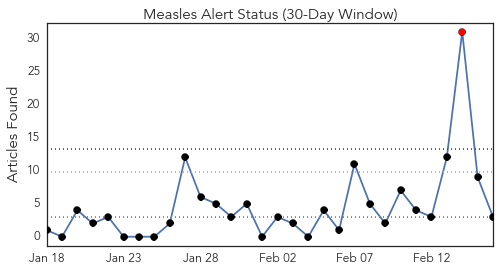 Measles Alert Status (30-Day Window)
Articles Found
30
25
20
15
10
5
0
Jan 18 Jan 23 Jan 28 Feb 02 Feb 07 Feb 12